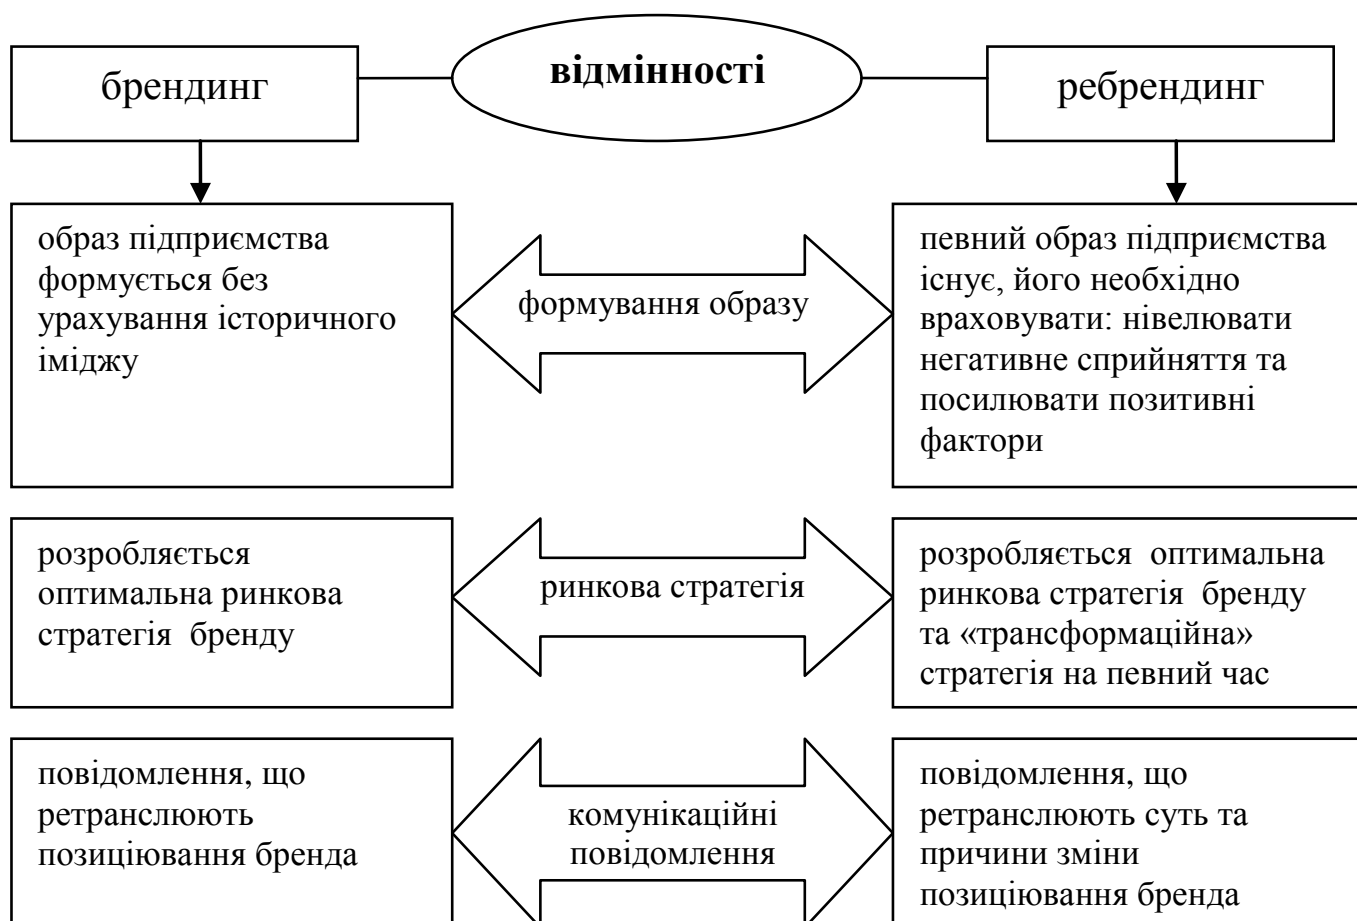 брендинг
відмінності
ребрендинг
образ підприємства
формується без
урахування історичного
іміджу
формування образу
певний образ підприємства
існує, його необхідно
враховувати: нівелювати
негативне сприйняття та
посилювати позитивні
фактори
розробляється
оптимальна ринкова
стратегія бренду
ринкова стратегія
розробляється оптимальна
ринкова стратегія бренду
та «трансформаційна»
стратегія на певний час
повідомлення, що
ретранслюють
позиціювання бренда
комунікаційні
повідомлення
повідомлення, що
ретранслюють суть та
причини зміни
позиціювання бренда